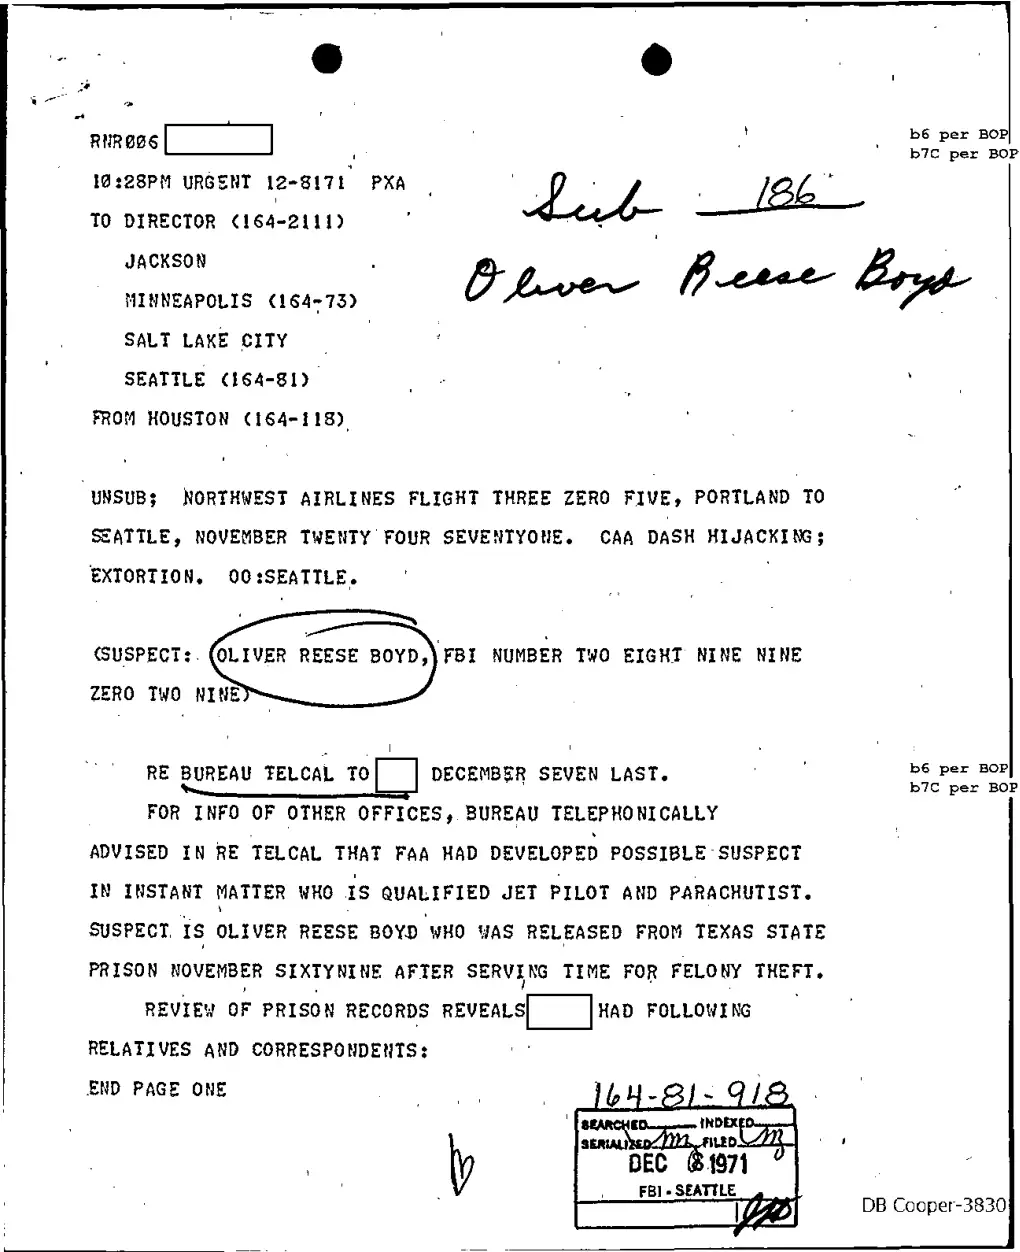 RNR006
b6 per BOP
b7C per BOP
10:28PM URGENT 12-8171 PXA
Sub 186
TO DIRECTOR (164-2111)
JACKSON
Oliver Reese Boyd
MINNEAPOLIS (164-73)
SALT LAKE CITY
SEATTLE (164-81)
FROM HOUSTON (164-118)
UNSUB; NORTHWEST AIRLINES FLIGHT THREE ZERO FIVE, PORTLAND TO
SEATTLE, NOVEMBER TWENTY FOUR SEVENTYONE. CAA DASH HIJACKING;
EXTORTION. OO:SEATTLE.
(SUSPECT: OLIVER REESE BOYD, FBI NUMBER TWO EIGHT NINE NINE
ZERO TWO NINE)
RE BUREAU TELCAL TO DECEMBER SEVEN LAST.
b6 per BOP
b7C per BOP
FOR INFO OF OTHER OFFICES, BUREAU TELEPHONICALLY
ADVISED IN RE TELCAL THAT FAA HAD DEVELOPED POSSIBLE SUSPECT
IN INSTANT MATTER WHO IS QUALIFIED JET PILOT AND PARACHUTIST.
SUSPECT IS OLIVER REESE BOYD WHO WAS RELEASED FROM TEXAS STATE
PRISON NOVEMBER SIXTYNINE AFTER SERVING TIME FOR FELONY THEFT.
REVIEW OF PRISON RECORDS REVEALS HAD FOLLOWING
RELATIVES AND CORRESPONDENTS:
END PAGE ONE
164-81-918
SEARCHED INDEXED
SERIALIZED FILED
DEC 8 1971
FBI - SEATTLE
DB Cooper-3830